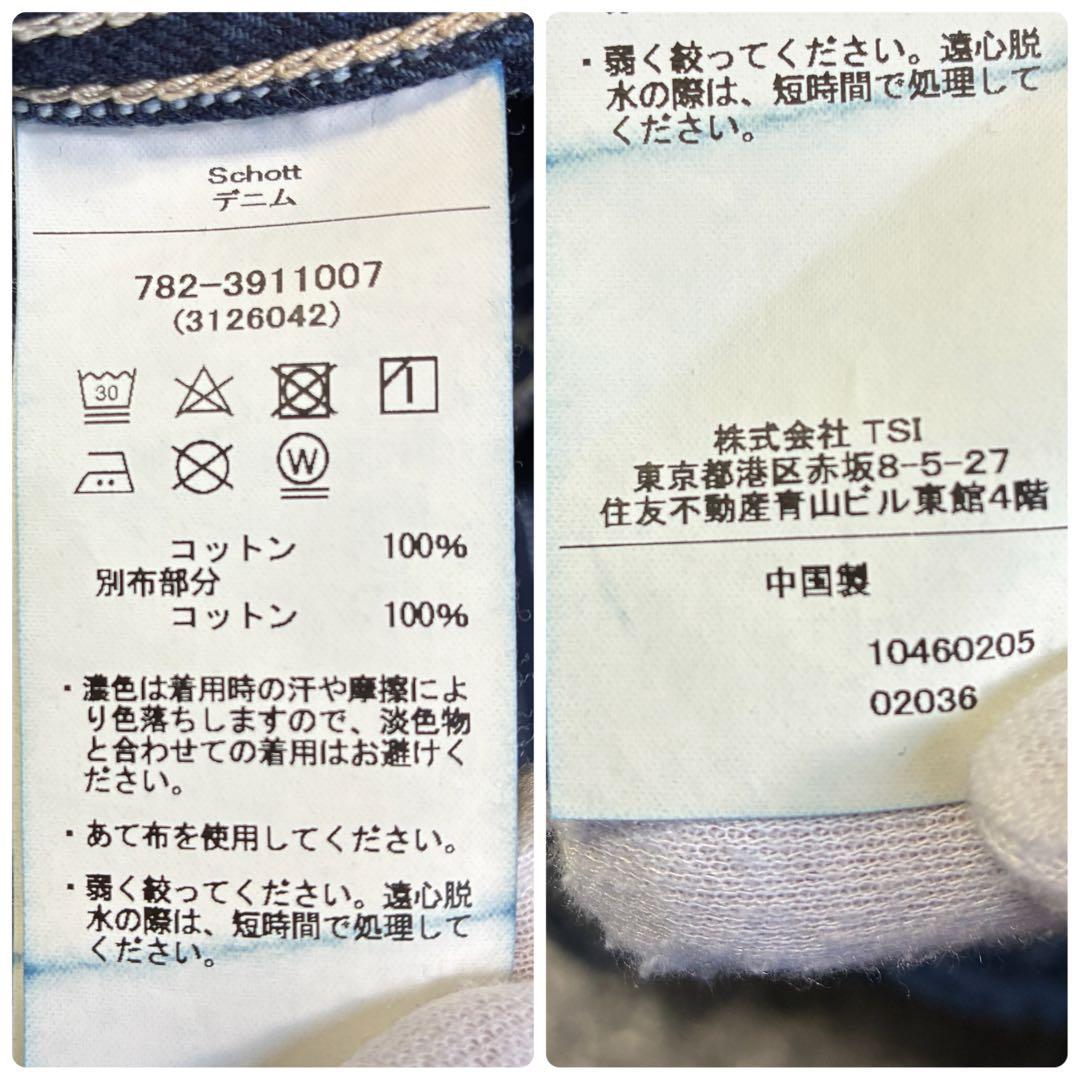 Schott
デニム
782-3911007
(3126042)
30
W
コットン 100%
別布部分
コットン 100%
・濃色は着用時の汗や摩擦によ
り色落ちしますので、淡色物
と合わせての着用はお避けく
ださい。
・あて布を使用してください。
・弱く絞ってください。遠心脱
水の際は、短時間で処理して
ください。
・弱く絞ってください。遠心脱
水の際は、短時間で処理して
ください。
株式会社 TSI
東京都港区赤坂8-5-27
住友不動産青山ビル東館4階
中国製
10460205
02036